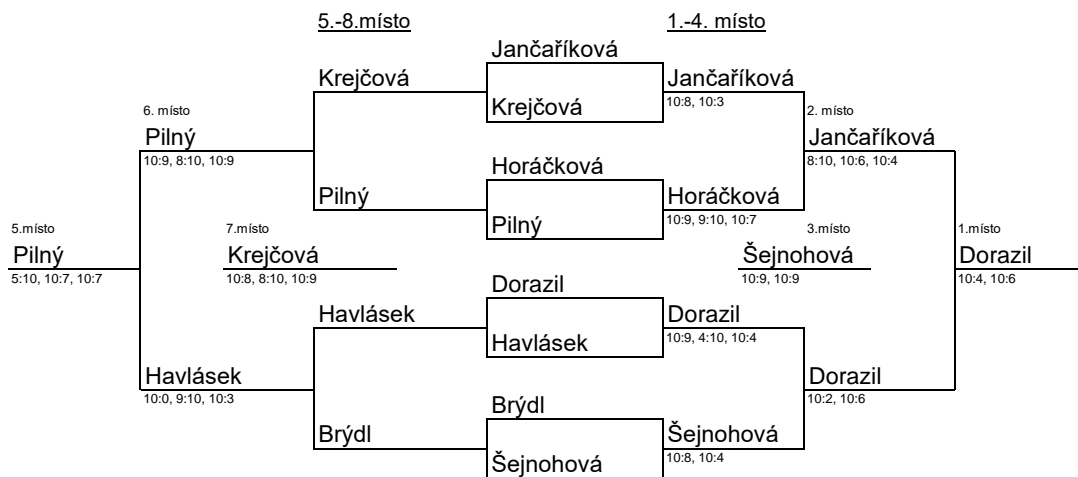 5.-8.místo 1.-4. místo
Jančaříková
Krejčová Jančaříková
10:8, 10:3
Krejčová
6. místo 2. místo
Pilný Jančaříková
10:9, 8:10, 10:9 8:10, 10:6, 10:4
Horáčková
Pilný Horáčková
10:9, 9:10, 10:7
Pilný
5.místo 7.místo 3.místo 1.místo
Pilný Krejčová Šejnohová Dorazil
5:10, 10:7, 10:7 10:8, 8:10, 10:9 10:9, 10:9 10:4, 10:6
Dorazil
Havlásek Dorazil
10:9, 4:10, 10:4
Havlásek
Havlásek Dorazil
10:0, 9:10, 10:3 10:2, 10:6
Brýdl
Brýdl Šejnohová
10:8, 10:4
Šejnohová